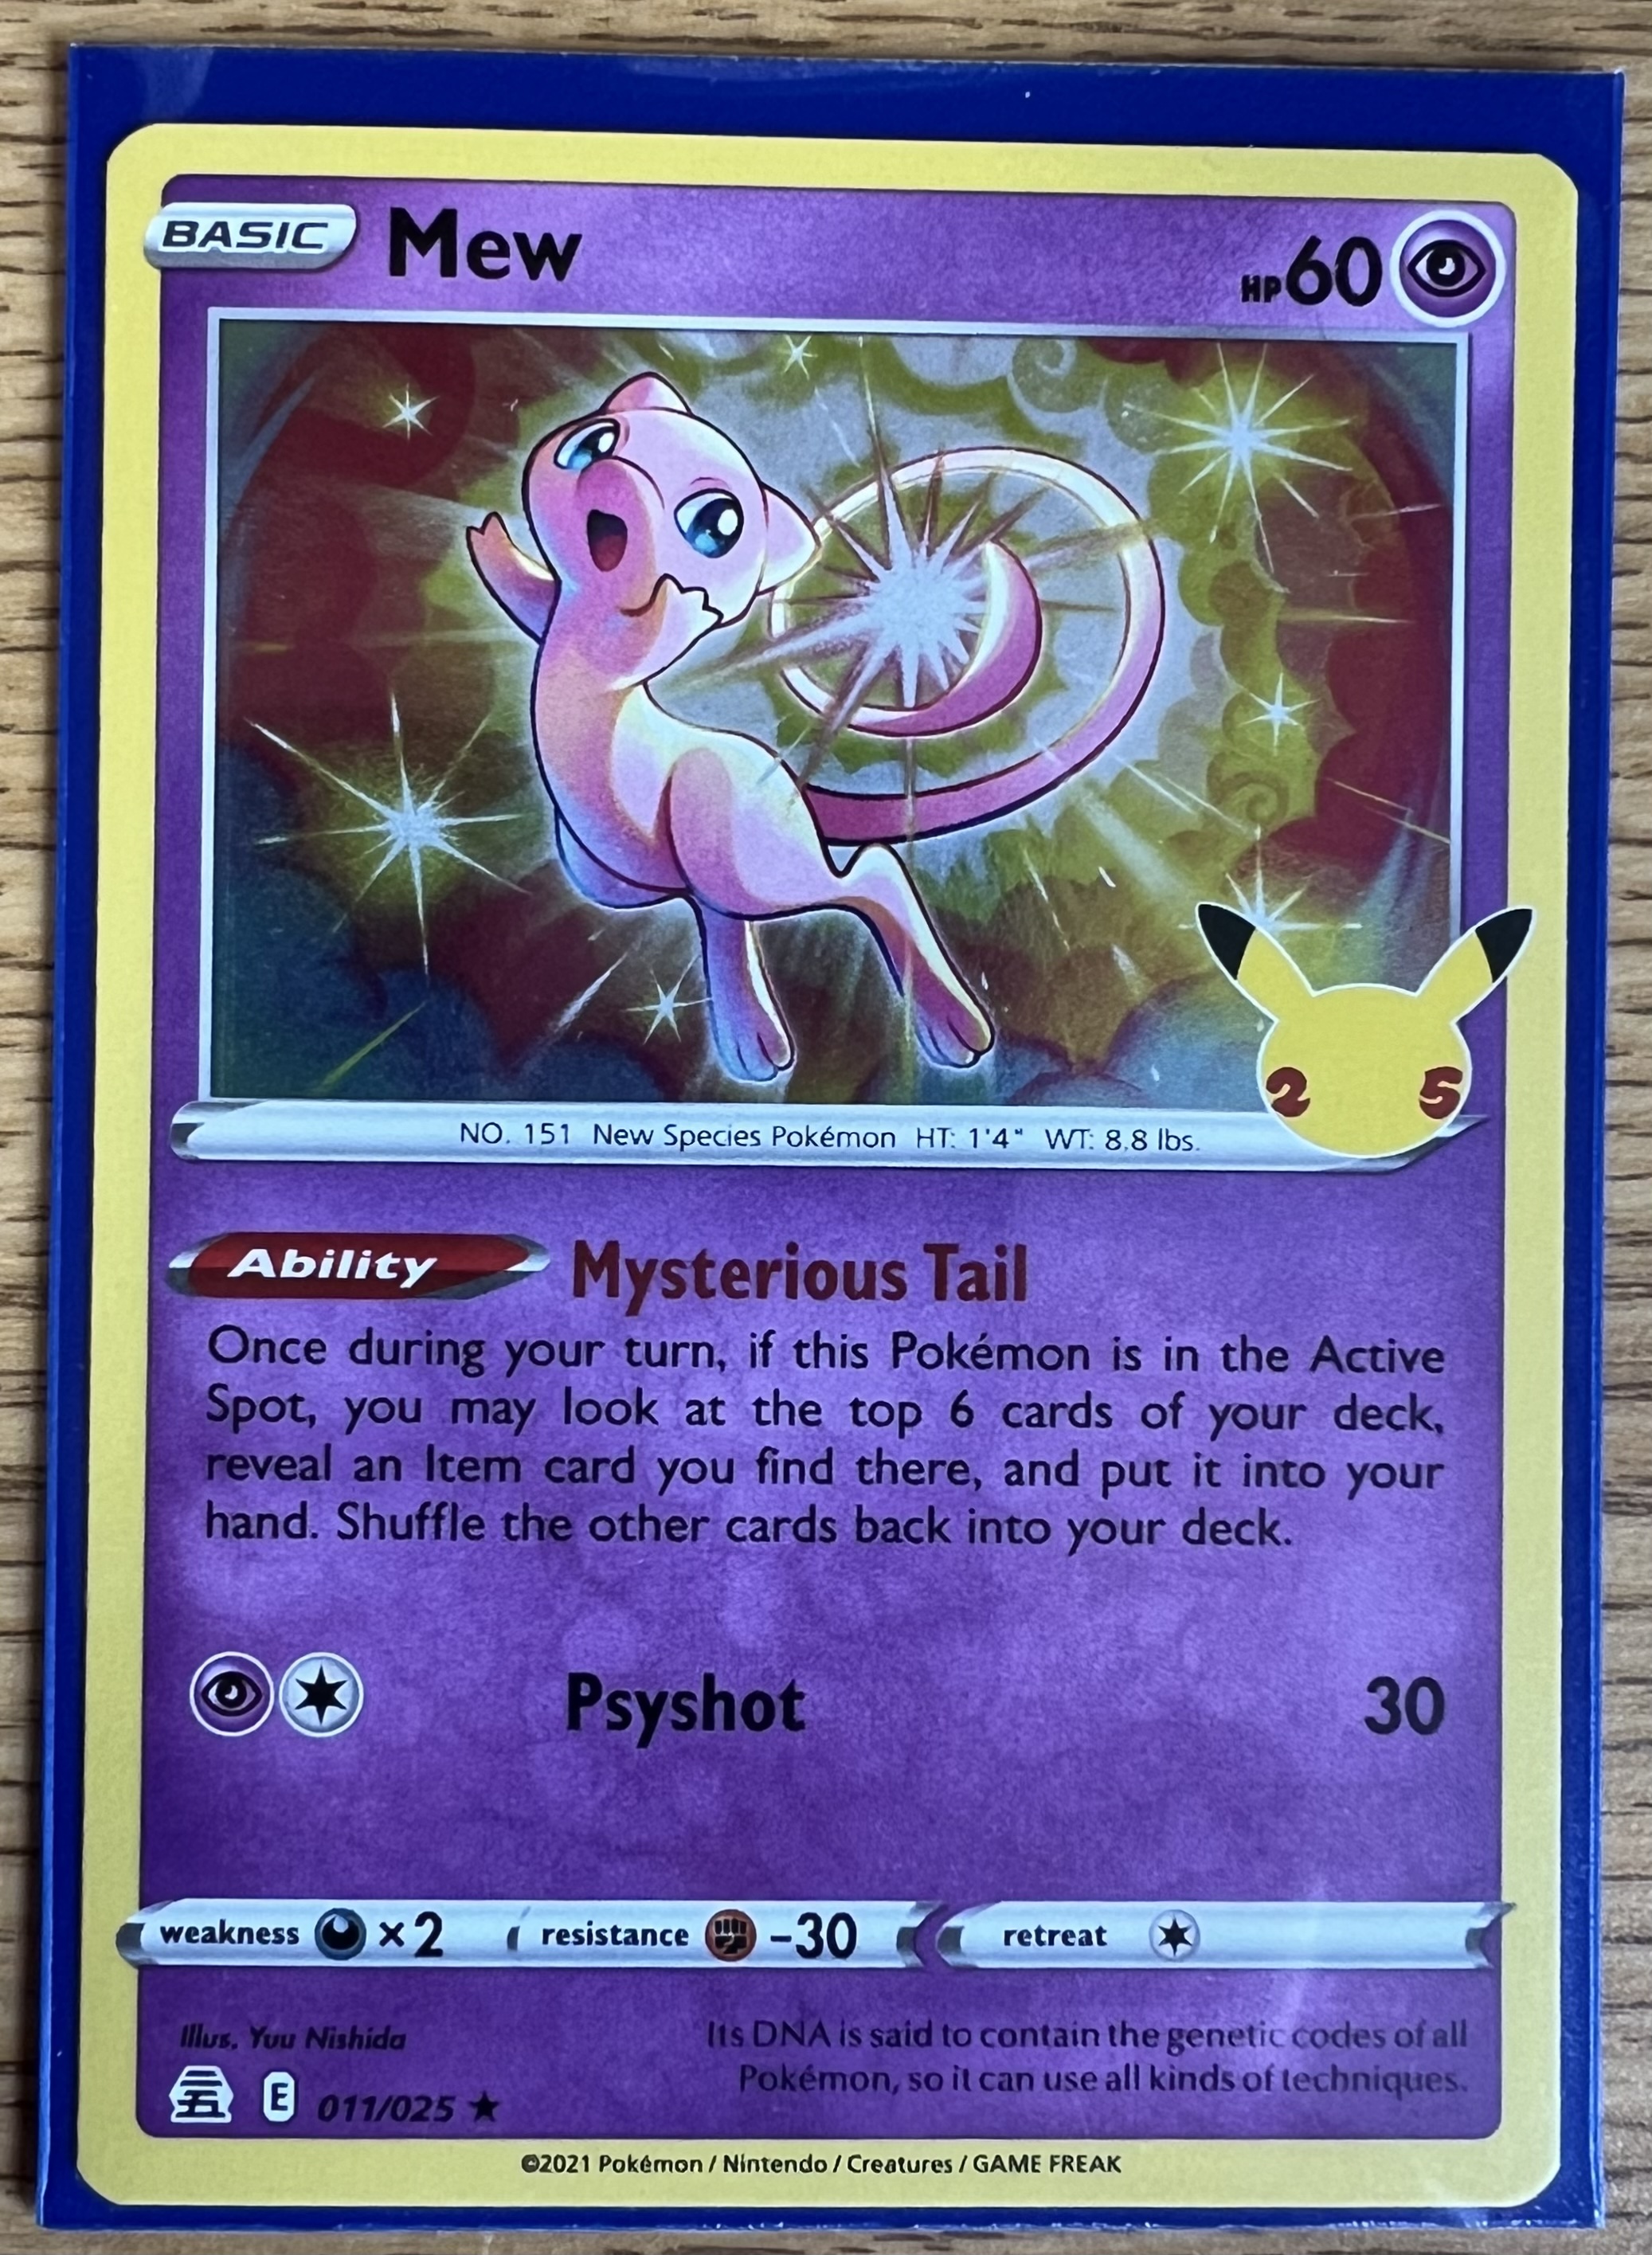 BASIC Mew HP60
NO. 151 New Species Pokémon HT: 1'4" WT: 8.8 lbs.
25
Ability Mysterious Tail
Once during your turn, if this Pokémon is in the Active
Spot, you may look at the top 6 cards of your deck,
reveal an Item card you find there, and put it into your
hand. Shuffle the other cards back into your deck.
Psyshot 30
weakness ×2 resistance -30 retreat
Illus. Yuu Nishida
Its DNA is said to contain the genetic codes of all
Pokémon, so it can use all kinds of techniques.
五 E 011/025 ★
©2021 Pokémon / Nintendo / Creatures / GAME FREAK